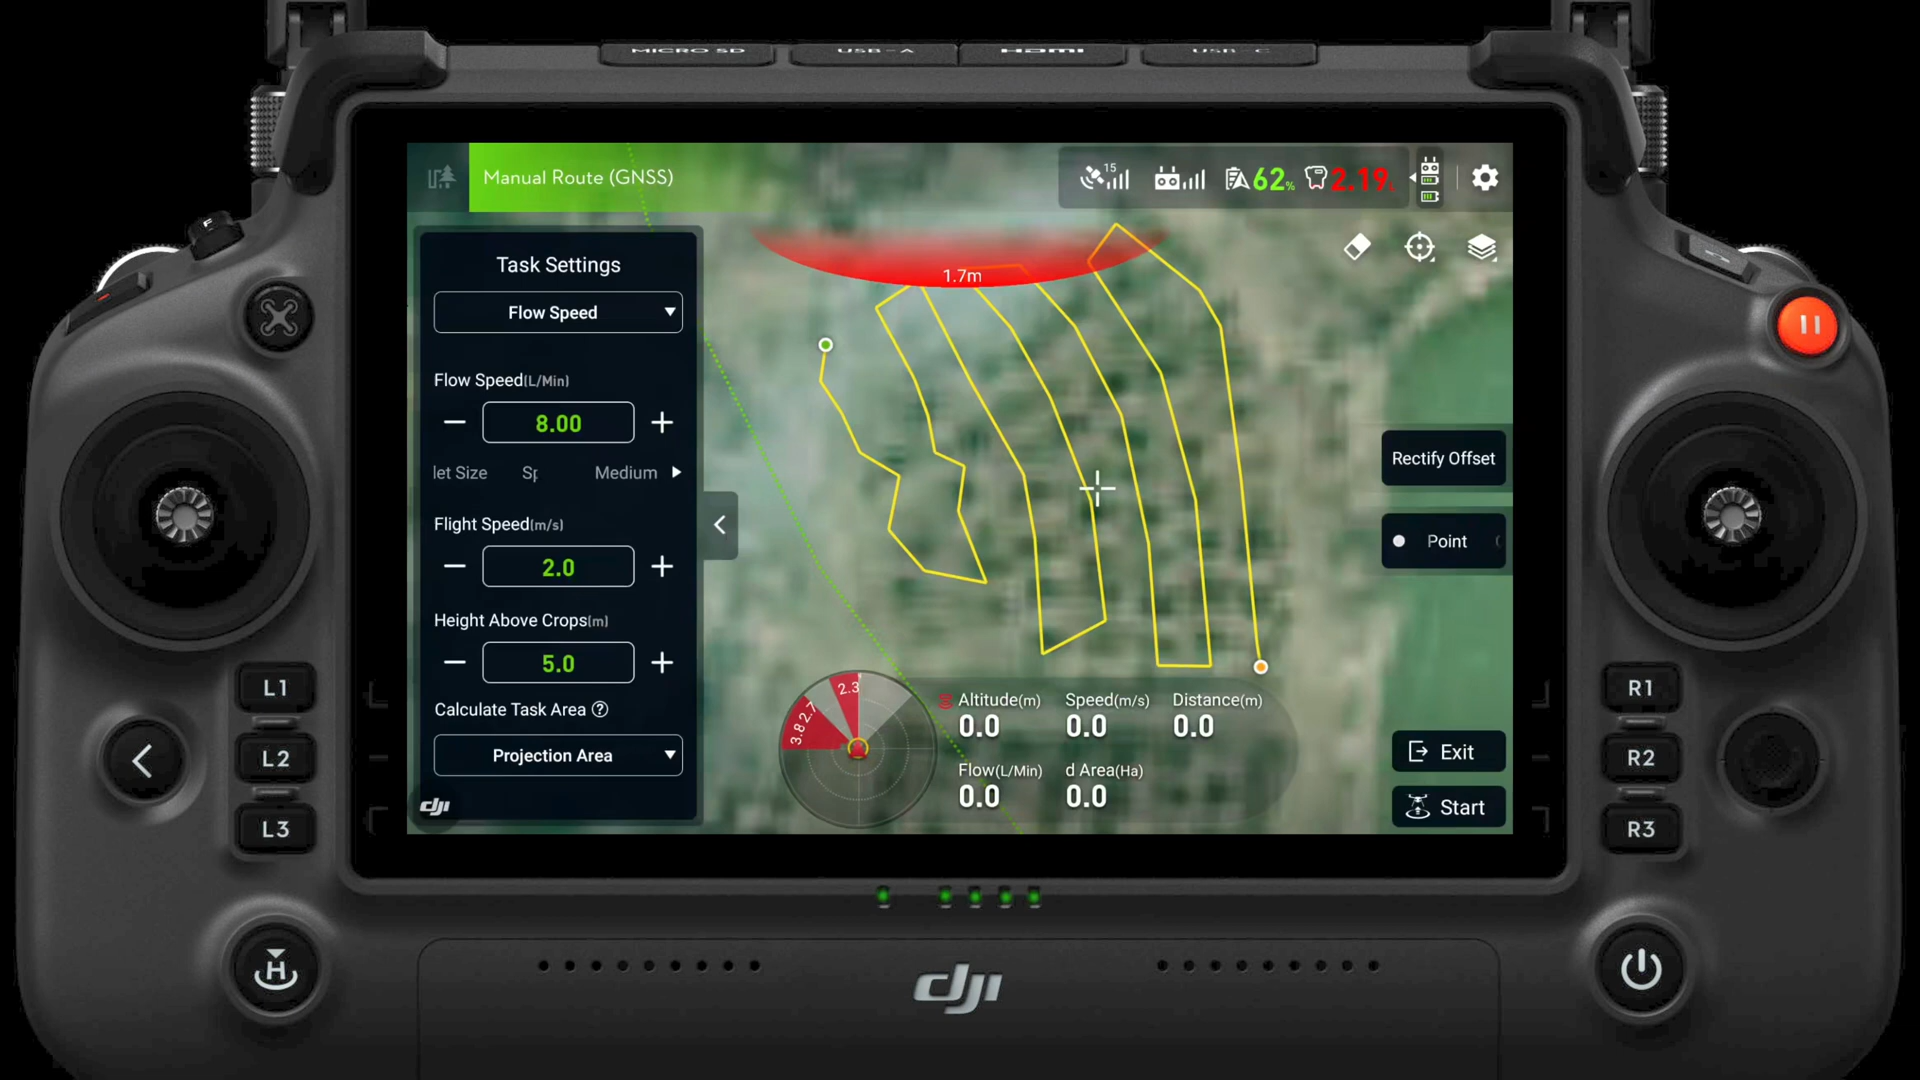 MICRO SD
USB-A
HDMI
USB-C
Manual Route (GNSS)
15
62%
2.19L
Task Settings
Flow Speed
Flow Speed(L/Min)
8.00
let Size
Medium
Flight Speed(m/s)
2.0
Height Above Crops(m)
5.0
Calculate Task Area
Projection Area
dji
1.7m
Rectify Offset
Point
2.3
2.7
3.8
Altitude(m)
Speed(m/s)
Distance(m)
0.0
0.0
0.0
Flow(L/Min)
d Area(Ha)
0.0
0.0
Exit
Start
L1
L2
L3
R1
R2
R3
H
dji